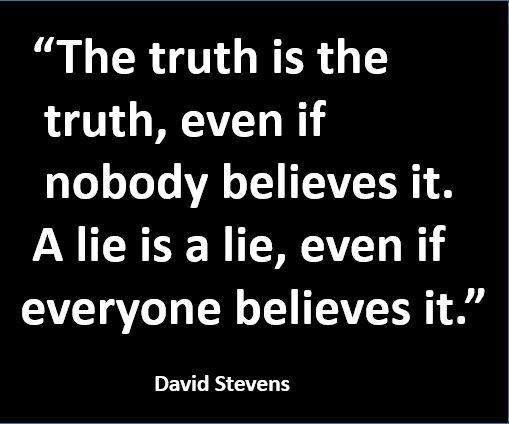 “The truth is the
truth, even if
nobody believes it.
A lie is a lie, even if
everyone believes it.”
David Stevens